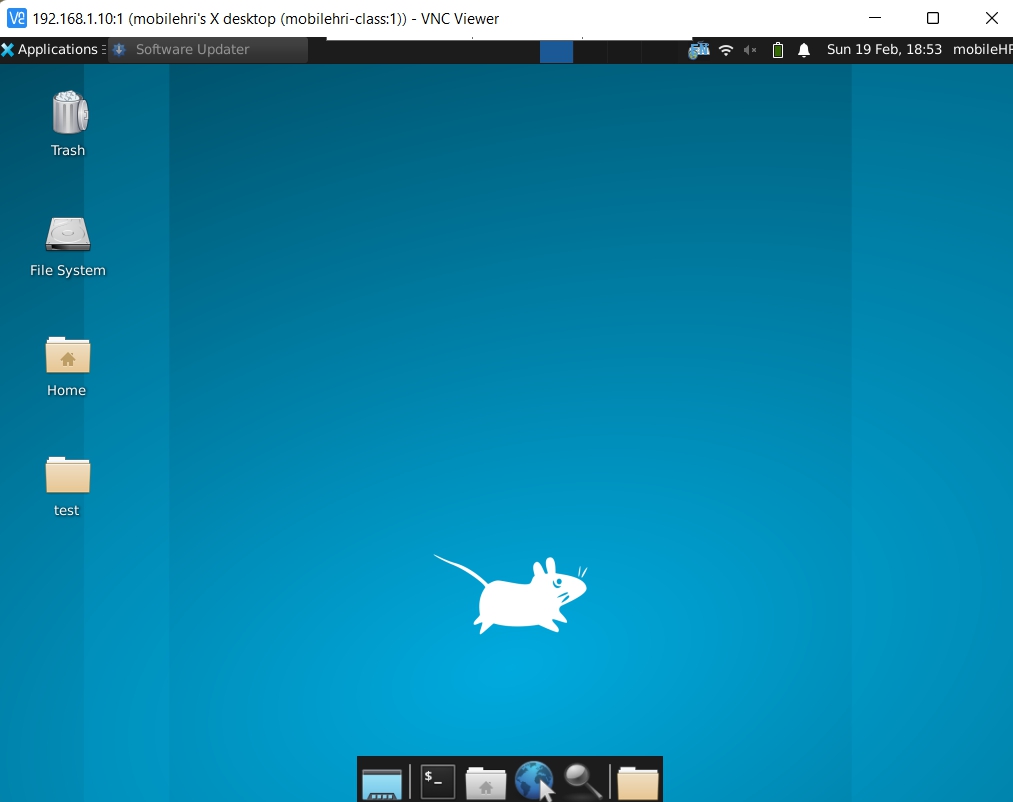 192.168.1.10:1 (mobilehri's X desktop (mobilehri-class:1)) - VNC Viewer
Applications Software Updater Sun 19 Feb, 18:53 mobileHR
Trash
File System
Home
test
$_